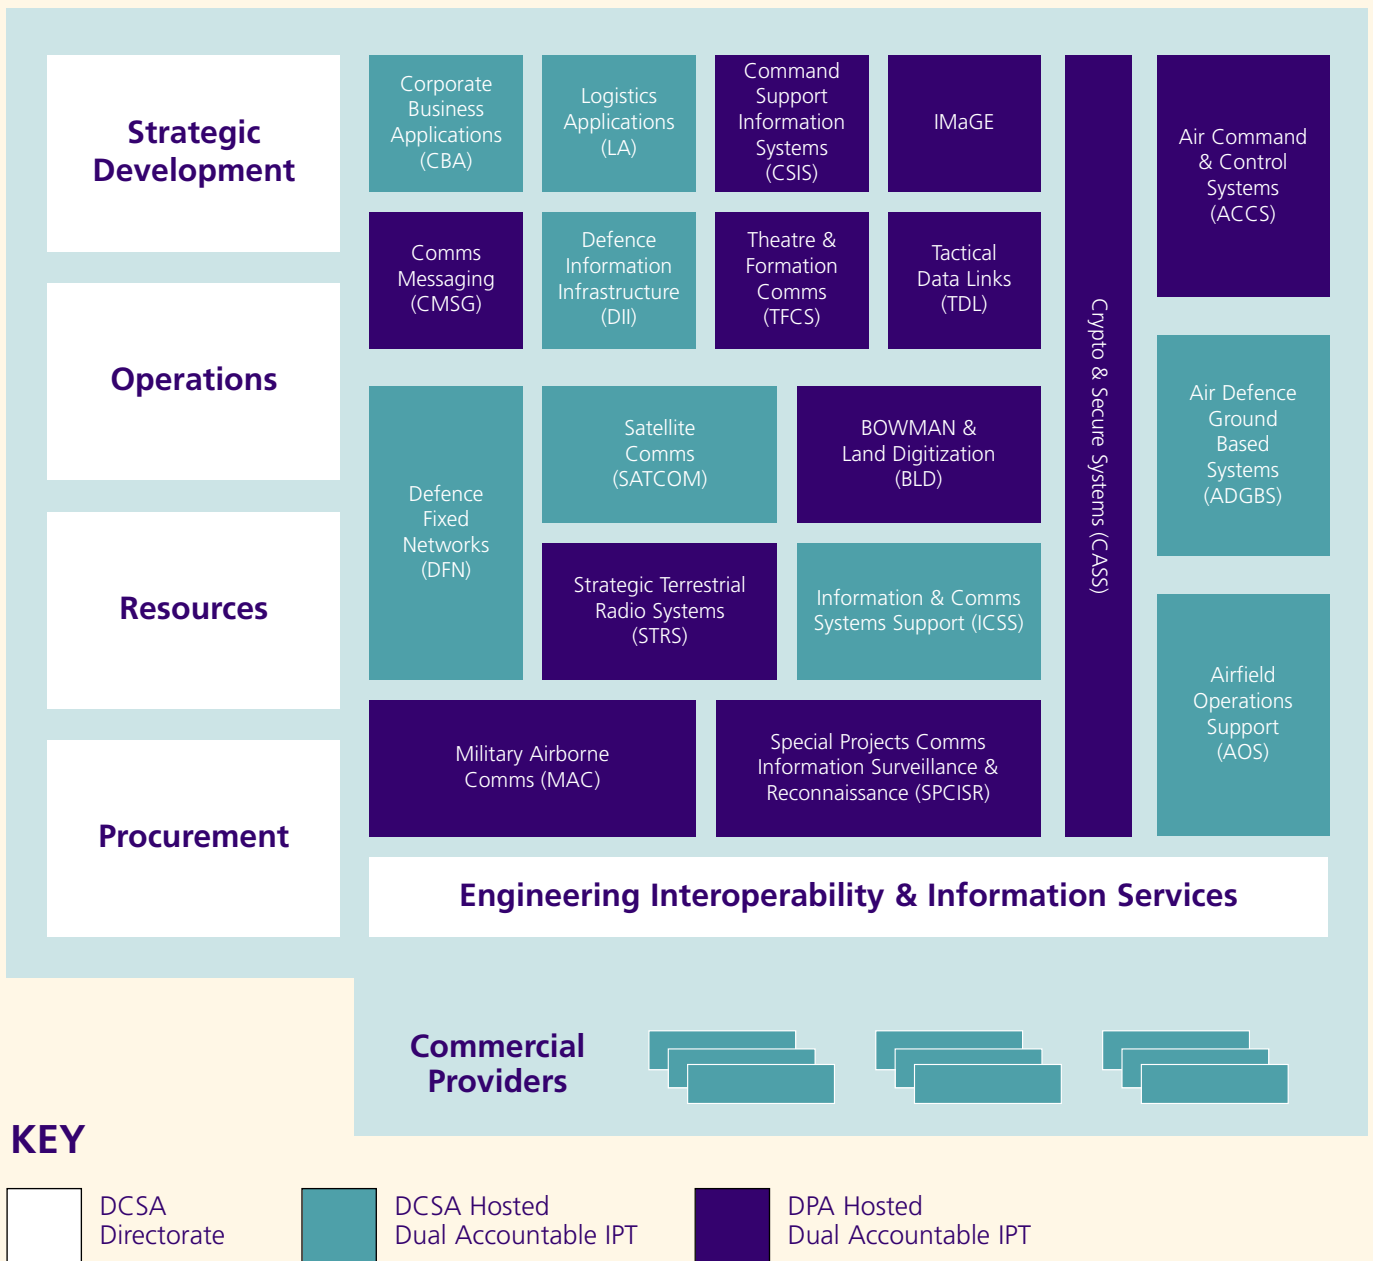 Strategic
Development
Operations
Resources
Procurement
Corporate
Business
Applications
(CBA)
Logistics
Applications
(LA)
Command
Support
Information
Systems
(CSIS)
IMaGE
Comms
Messaging
(CMSG)
Defence
Information
Infrastructure
(DII)
Theatre &
Formation
Comms
(TFCS)
Tactical
Data Links
(TDL)
Defence
Fixed
Networks
(DFN)
Satellite
Comms
(SATCOM)
BOWMAN &
Land Digitization
(BLD)
Strategic Terrestrial
Radio Systems
(STRS)
Information & Comms
Systems Support (ICSS)
Military Airborne
Comms (MAC)
Special Projects Comms
Information Surveillance &
Reconnaissance (SPCISR)
Crypto & Secure Systems (CASS)
Air Command
& Control
Systems
(ACCS)
Air Defence
Ground
Based
Systems
(ADGBS)
Airfield
Operations
Support
(AOS)
Engineering Interoperability & Information Services
Commercial
Providers
KEY
DCSA
Directorate
DCSA Hosted
Dual Accountable IPT
DPA Hosted
Dual Accountable IPT